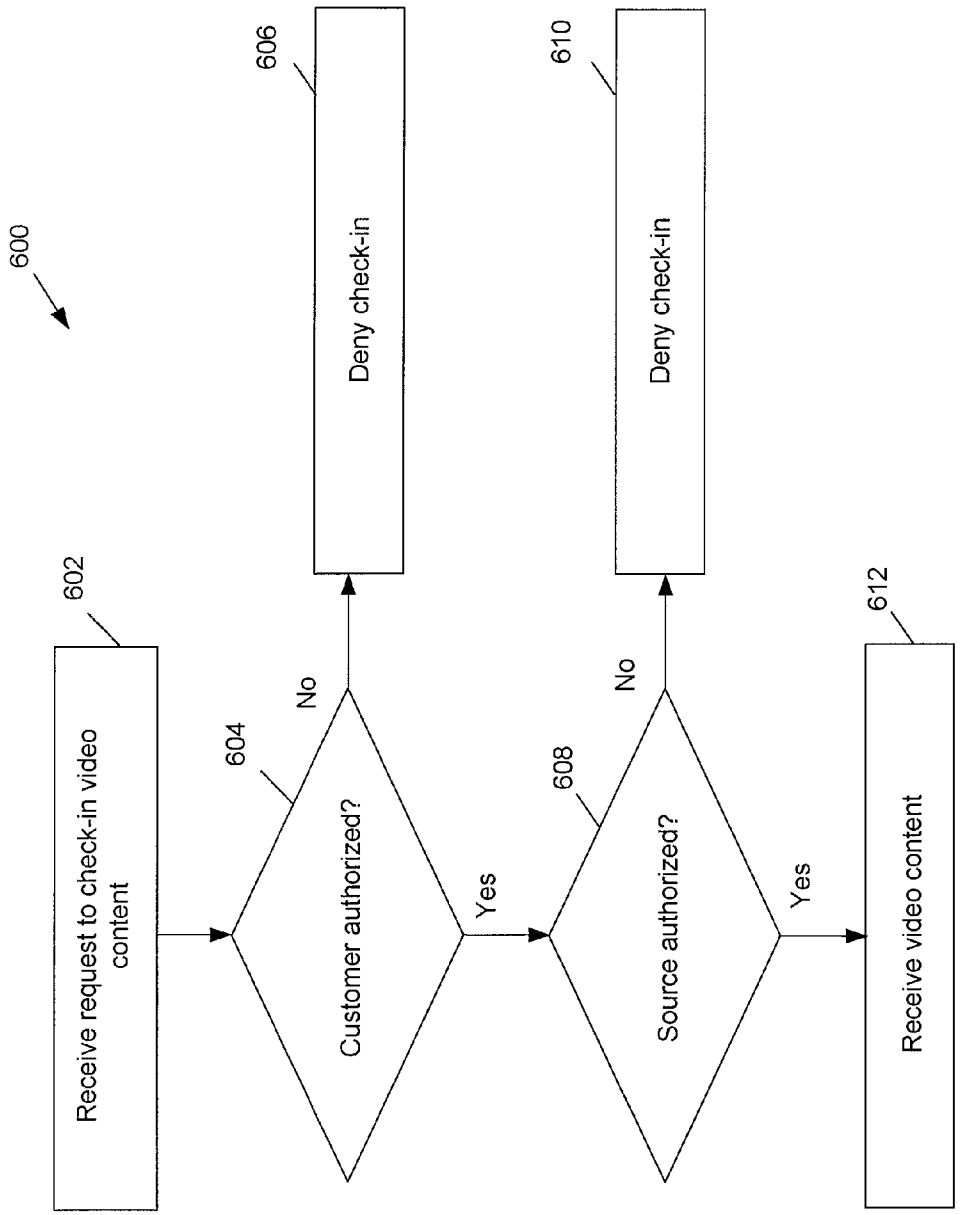 600
602
Receive request to check-in video
content
604
Customer authorized?
No
606
Deny check-in
Yes
608
Source authorized?
No
610
Deny check-in
Yes
612
Receive video content